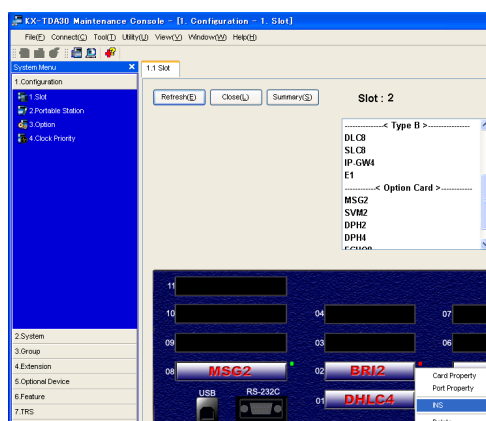 KX-TDA30 Maintenance Console - [1. Configuration - 1. Slot]
File(F) Connect(C) Tool(T) Utility(U) View(V) Window(W) Help(H)
System Menu
1.1 Slot
1.Configuration
1.Slot
2.Portable Station
3.Option
4.Clock Priority
Refresh(E) Close(L) Summary(S) Slot : 2
---------------< Type B >---------------
DLC8
SLC8
IP-GW4
E1
-----------< Option Card >-----------
MSG2
SVM2
DPH2
DPH4
ECHO8
11
10 04 07
09 03 06
08 MSG2 02 BRI2
USB RS-232C 01 DHLC4
Card Property
Port Property
INS
2.System
3.Group
4.Extension
5.Optional Device
6.Feature
7.TRS